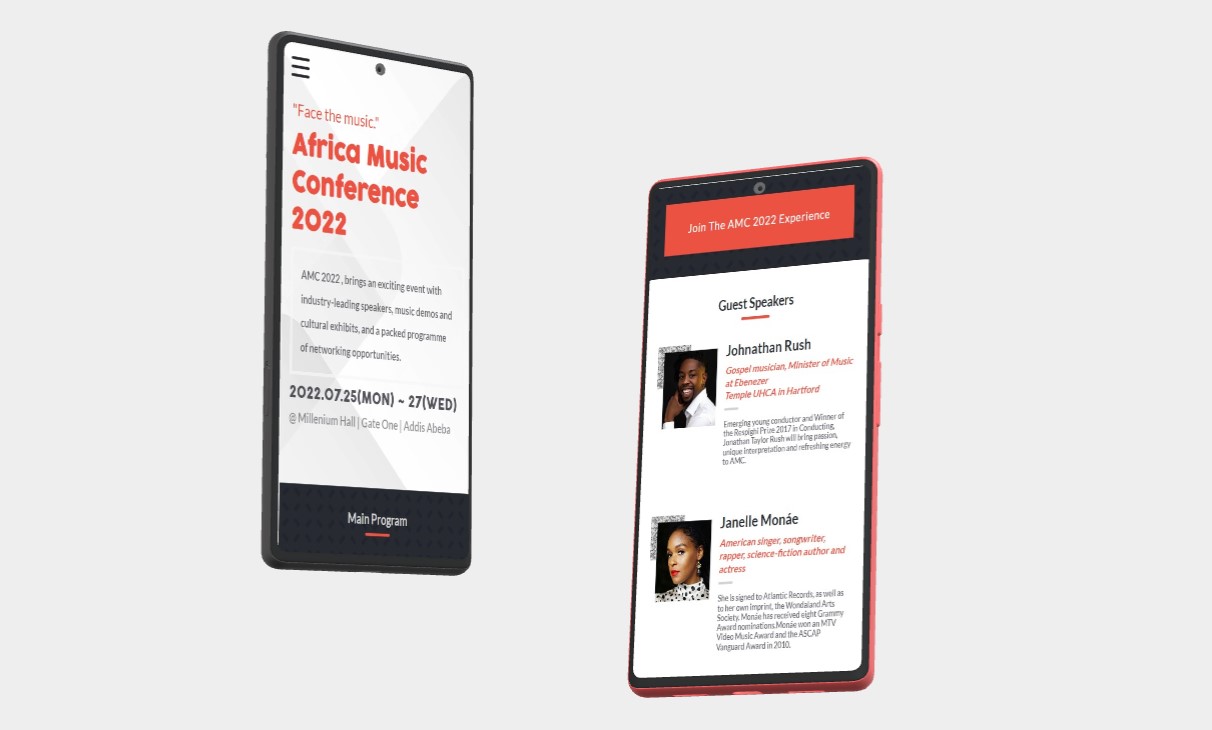 "Face the music."
Africa Music
Conference
2022
AMC 2022 , brings an exciting event with
industry-leading speakers, music demos and
cultural exhibits, and a packed programme
of networking opportunities.
2022.07.25(MON) ~ 27(WED)
@ Millenium Hall | Gate One | Addis Abeba
Main Program
Join The AMC 2022 Experience
Guest Speakers
Johnathan Rush
Gospel musician, Minister of Music
at Ebenezer
Temple UHCA in Hartford
Emerging young conductor and Winner of
the Respighi Prize 2017 in Conducting,
Jonathan Taylor Rush will bring passion,
unique interpretation and refreshing energy
to AMC.
Janelle Monáe
American singer, songwriter,
rapper, science-fiction author and
actress
She is signed to Atlantic Records, as well as
to her own imprint, the Wondaland Arts
Society. Monáe has received eight Grammy
Award nominations.Monáe won an MTV
Video Music Award and the ASCAP
Vanguard Award in 2010.